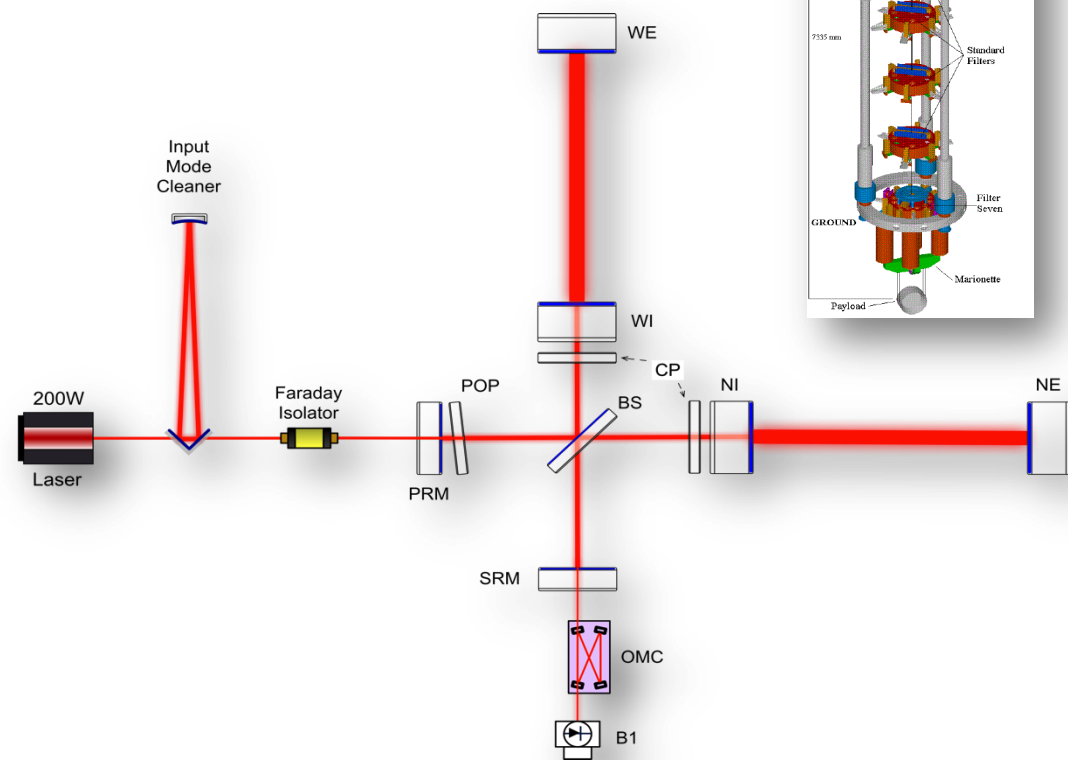 WE
7335 mm
Standard
Filters
Input
Mode
Cleaner
Filter
Seven
GROUND
Marionette
Payload
WI
CP
200W
Faraday
Isolator
POP
BS
NI
NE
Laser
PRM
SRM
OMC
B1